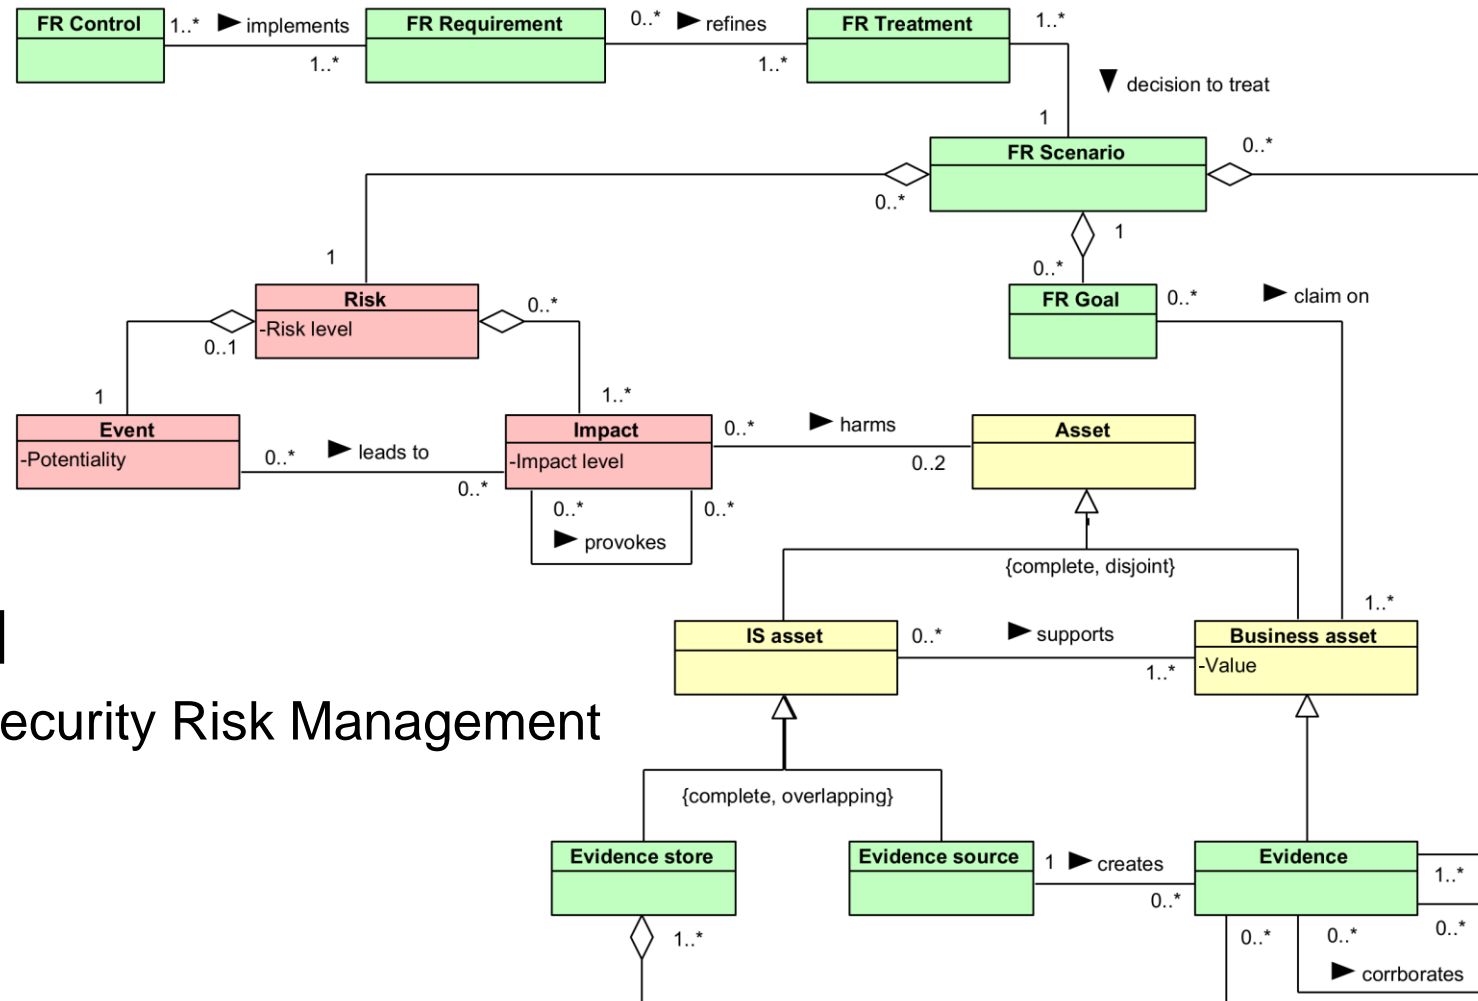 FR Control
1..*
implements
1..*
FR Requirement
0..*
refines
1..*
FR Treatment
1..*
decision to treat
1
FR Scenario
0..*
0..*
1
1
0..*
Risk
-Risk level
0..*
0..1
FR Goal
0..*
claim on
1
1..*
Event
-Potentiality
0..*
leads to
0..*
Impact
-Impact level
0..*
harms
0..2
Asset
0..*
0..*
provokes
{complete, disjoint}
1..*
IS asset
0..*
supports
1..*
Business asset
-Value
ecurity Risk Management
{complete, overlapping}
Evidence store
Evidence source
1
creates
0..*
Evidence
1..*
0..*
1..*
0..*
0..*
corrborates